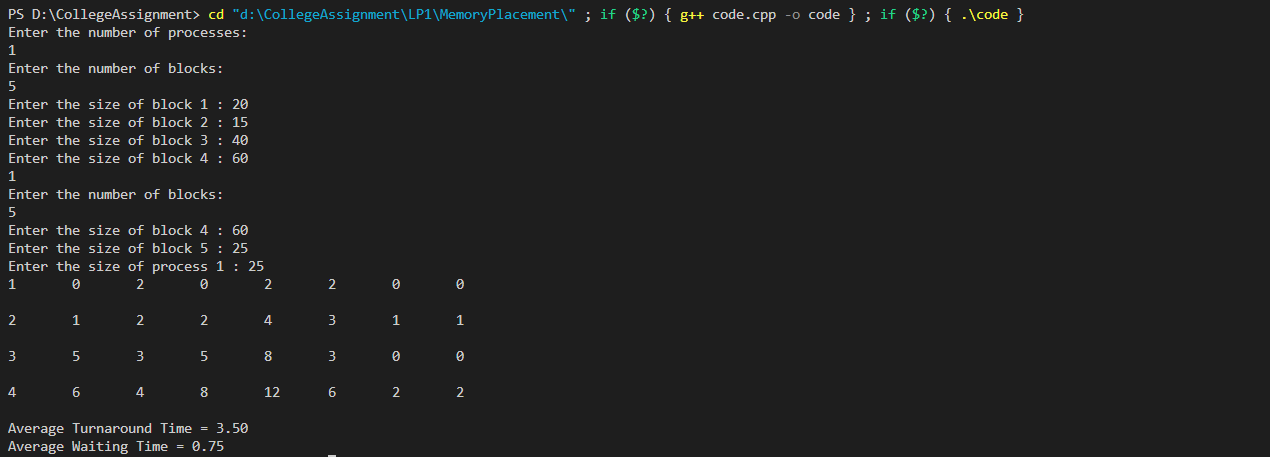 PS D:\CollegeAssignment> cd "d:\CollegeAssignment\LP1\MemoryPlacement\" ; if ($?) { g++ code.cpp -o code } ; if ($?) { .\code }
Enter the number of processes:
1
Enter the number of blocks:
5
Enter the size of block 1 : 20
Enter the size of block 2 : 15
Enter the size of block 3 : 40
Enter the size of block 4 : 60
1
Enter the number of blocks:
5
Enter the size of block 4 : 60
Enter the size of block 5 : 25
Enter the size of process 1 : 25
1 0 2 0 2 2 0 0
2 1 2 2 4 3 1 1
3 5 3 5 8 3 0 0
4 6 4 8 12 6 2 2
Average Turnaround Time = 3.50
Average Waiting Time = 0.75